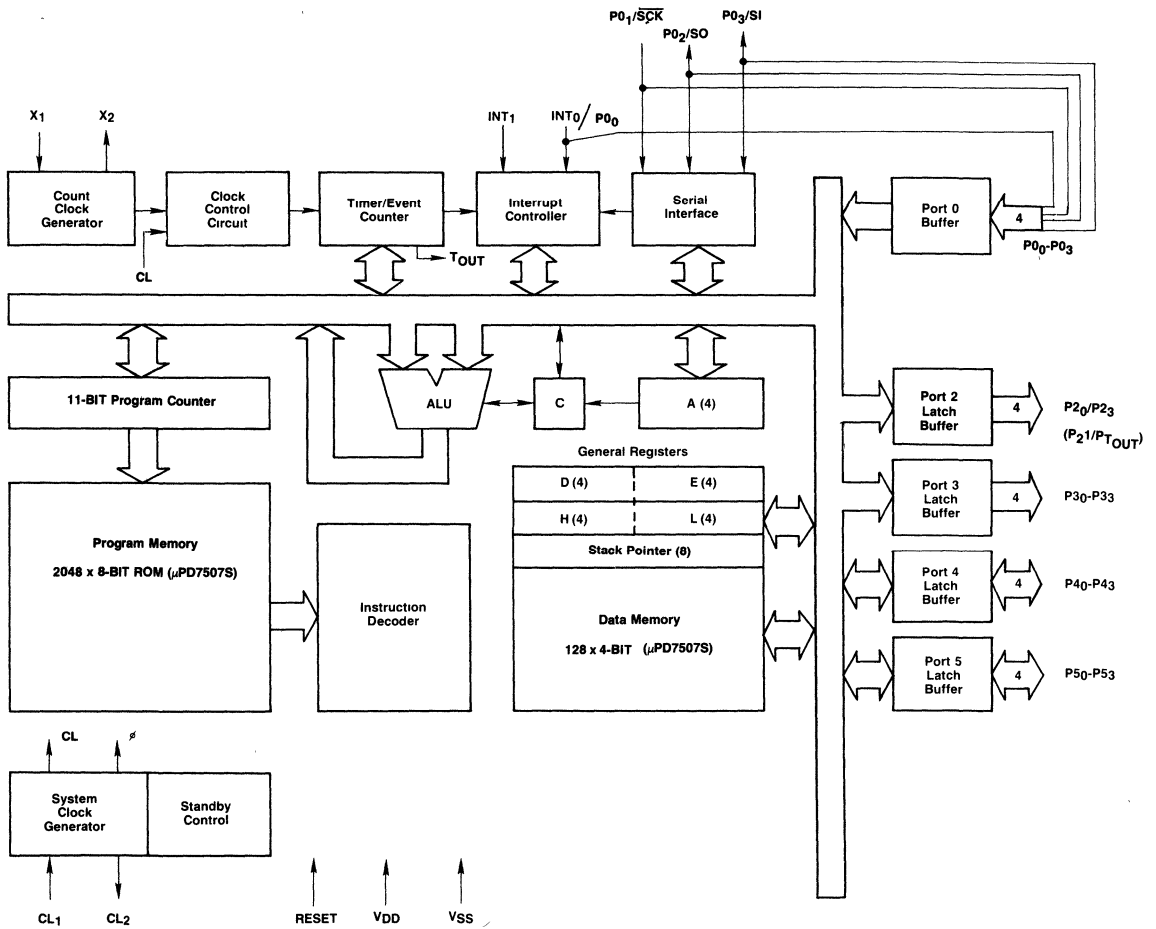 P0₁/S̅C̅K̅
P0₂/SO
P0₃/SI
X₁
X₂
INT₁
INT₀/P0₀
Count
Clock
Generator
Clock
Control
Circuit
Timer/Event
Counter
Interrupt
Controller
Serial
Interface
Port 0
Buffer
4
P0₀-P0₃
CL
TOUT
11-BIT Program Counter
ALU
C
A (4)
Port 2
Latch
Buffer
4
P2₀/P2₃
(P₂1/PTOUT)
General Registers
D (4)
E (4)
H (4)
L (4)
Stack Pointer (8)
Port 3
Latch
Buffer
4
P3₀-P3₃
Program Memory
2048 x 8-BIT ROM (μPD7507S)
Instruction
Decoder
Data Memory
128 x 4-BIT (μPD7507S)
Port 4
Latch
Buffer
4
P4₀-P4₃
Port 5
Latch
Buffer
4
P5₀-P5₃
CL
ø
System
Clock
Generator
Standby
Control
CL₁
CL₂
RESET
VDD
VSS